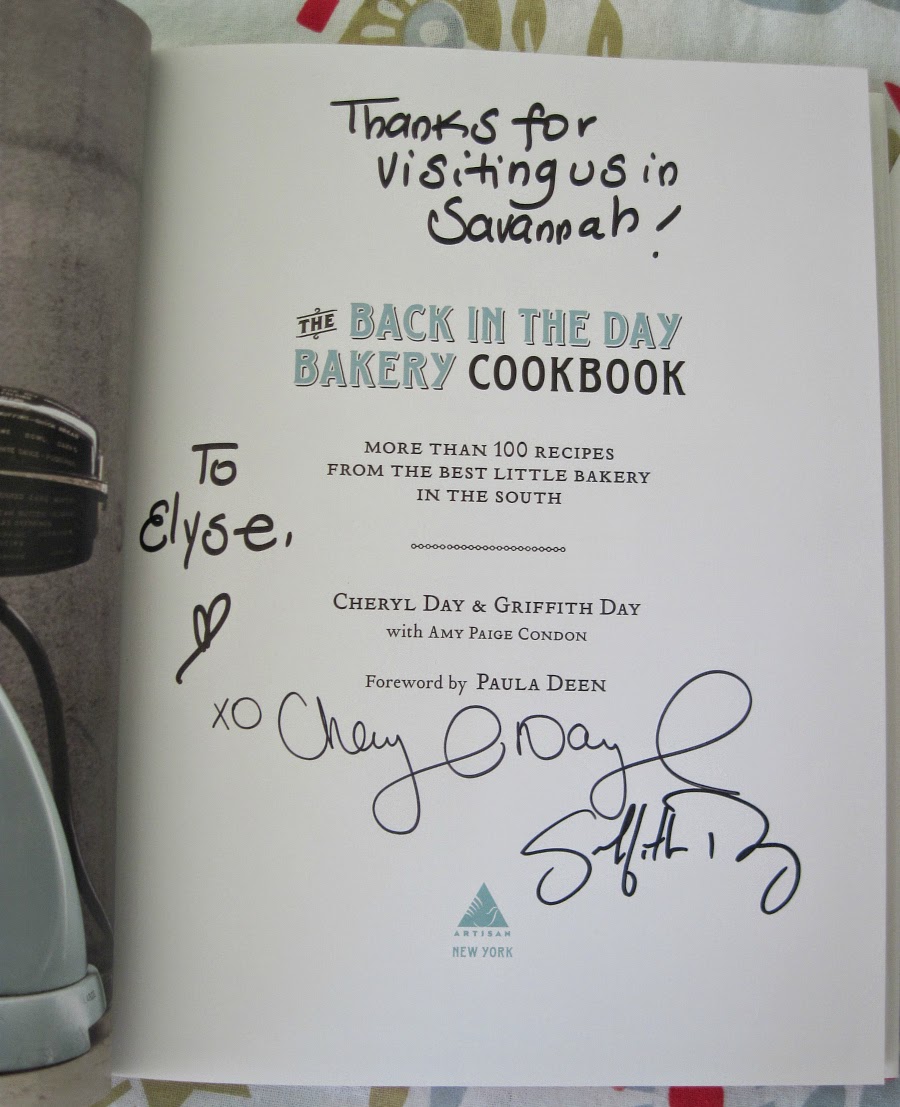 Thanks for
visiting us in
Savannah!
THE BACK IN THE DAY
BAKERY COOKBOOK
MORE THAN 100 RECIPES
FROM THE BEST LITTLE BAKERY
IN THE SOUTH
To
Elyse,
CHERYL DAY & GRIFFITH DAY
with AMY PAIGE CONDON
Foreword by PAULA DEEN
XO Cheryl Day
Griffith Day
ARTISAN
NEW YORK